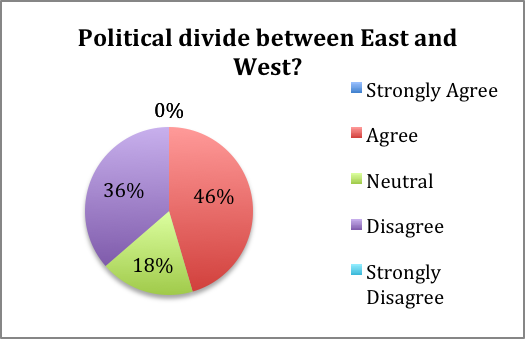 Political divide between East and
West?
0%
46%
18%
36%
Strongly Agree
Agree
Neutral
Disagree
Strongly
Disagree